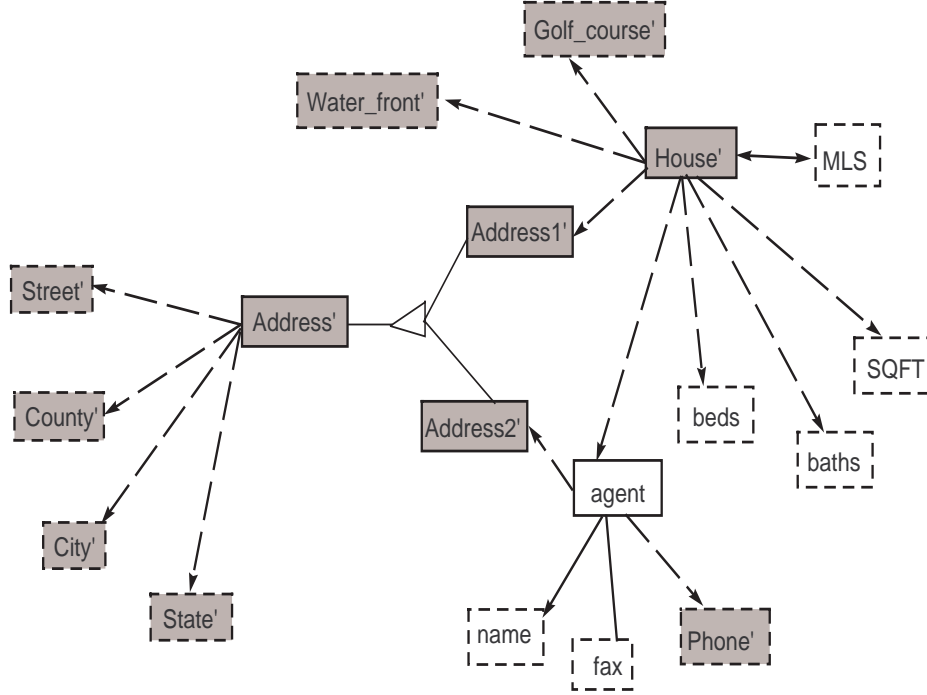 Golf_course'
Water_front'
House'
MLS
Address1'
Street'
Address'
SQFT
County'
beds
Address2'
baths
agent
City'
State'
name
Phone'
fax